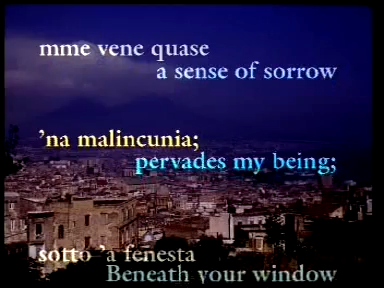 mme vene quase
a sense of sorrow
'na malincunia;
pervades my being;
sotto 'a fenesta
Beneath your window